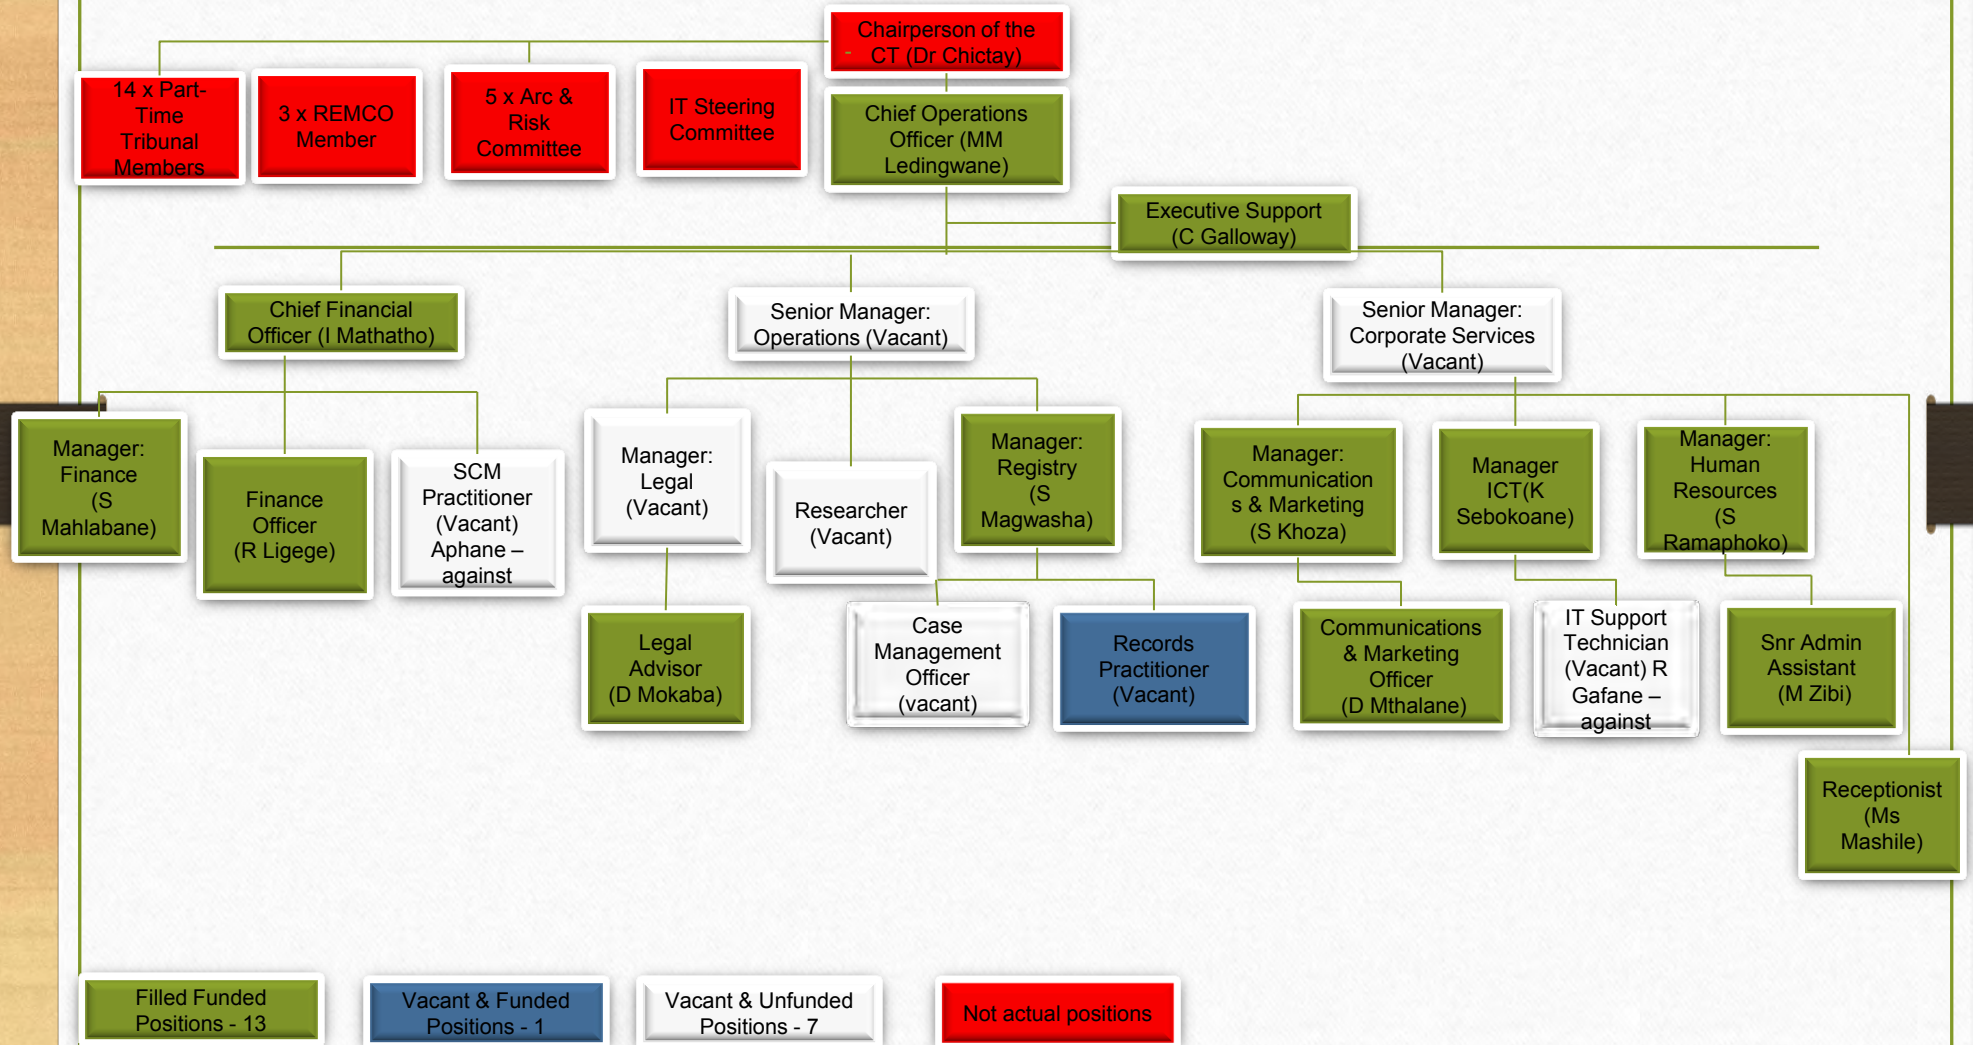 Chairperson of the
CT (Dr Chictay)
14 x Part-
Time
Tribunal
Members
3 x REMCO
Member
5 x Arc &
Risk
Committee
IT Steering
Committee
Chief Operations
Officer (MM
Ledingwane)
Executive Support
(C Galloway)
Chief Financial
Officer (I Mathatho)
Senior Manager:
Operations (Vacant)
Senior Manager:
Corporate Services
(Vacant)
Manager:
Finance
(S
Mahlabane)
Finance
Officer
(R Ligege)
SCM
Practitioner
(Vacant)
Aphane –
against
Manager:
Legal
(Vacant)
Researcher
(Vacant)
Manager:
Registry
(S
Magwasha)
Manager:
Communication
s & Marketing
(S Khoza)
Manager
ICT(K
Sebokoane)
Manager:
Human
Resources
(S
Ramaphoko)
Legal
Advisor
(D Mokaba)
Case
Management
Officer
(vacant)
Records
Practitioner
(Vacant)
Communications
& Marketing
Officer
(D Mthalane)
IT Support
Technician
(Vacant) R
Gafane –
against
Snr Admin
Assistant
(M Zibi)
Receptionist
(Ms
Mashile)
Filled Funded
Positions - 13
Vacant & Funded
Positions - 1
Vacant & Unfunded
Positions - 7
Not actual positions